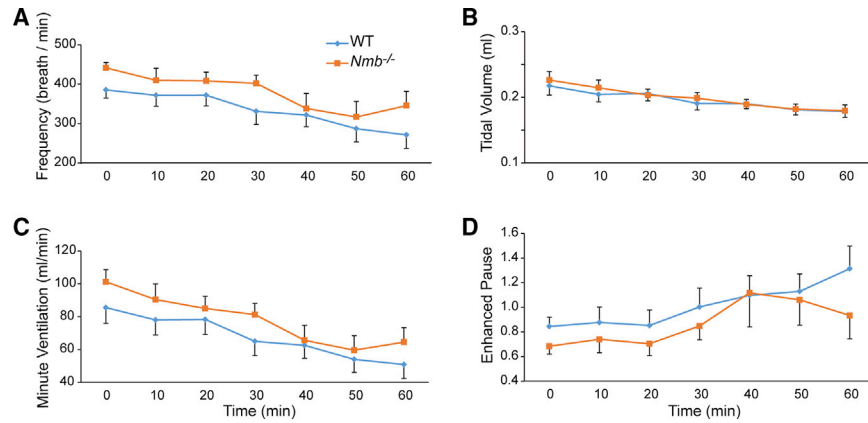 A
Frequency (breath / min)
500
400
300
200
WT
Nmb-/-
0 10 20 30 40 50 60
B
Tidal Volume (ml)
0.3
0.2
0.1
0 10 20 30 40 50 60
C
Minute Ventilation (ml/min)
120
100
80
60
40
0 10 20 30 40 50 60
Time (min)
D
Enhanced Pause
1.6
1.4
1.2
1.0
0.8
0.6
0.4
0 10 20 30 40 50 60
Time (min)